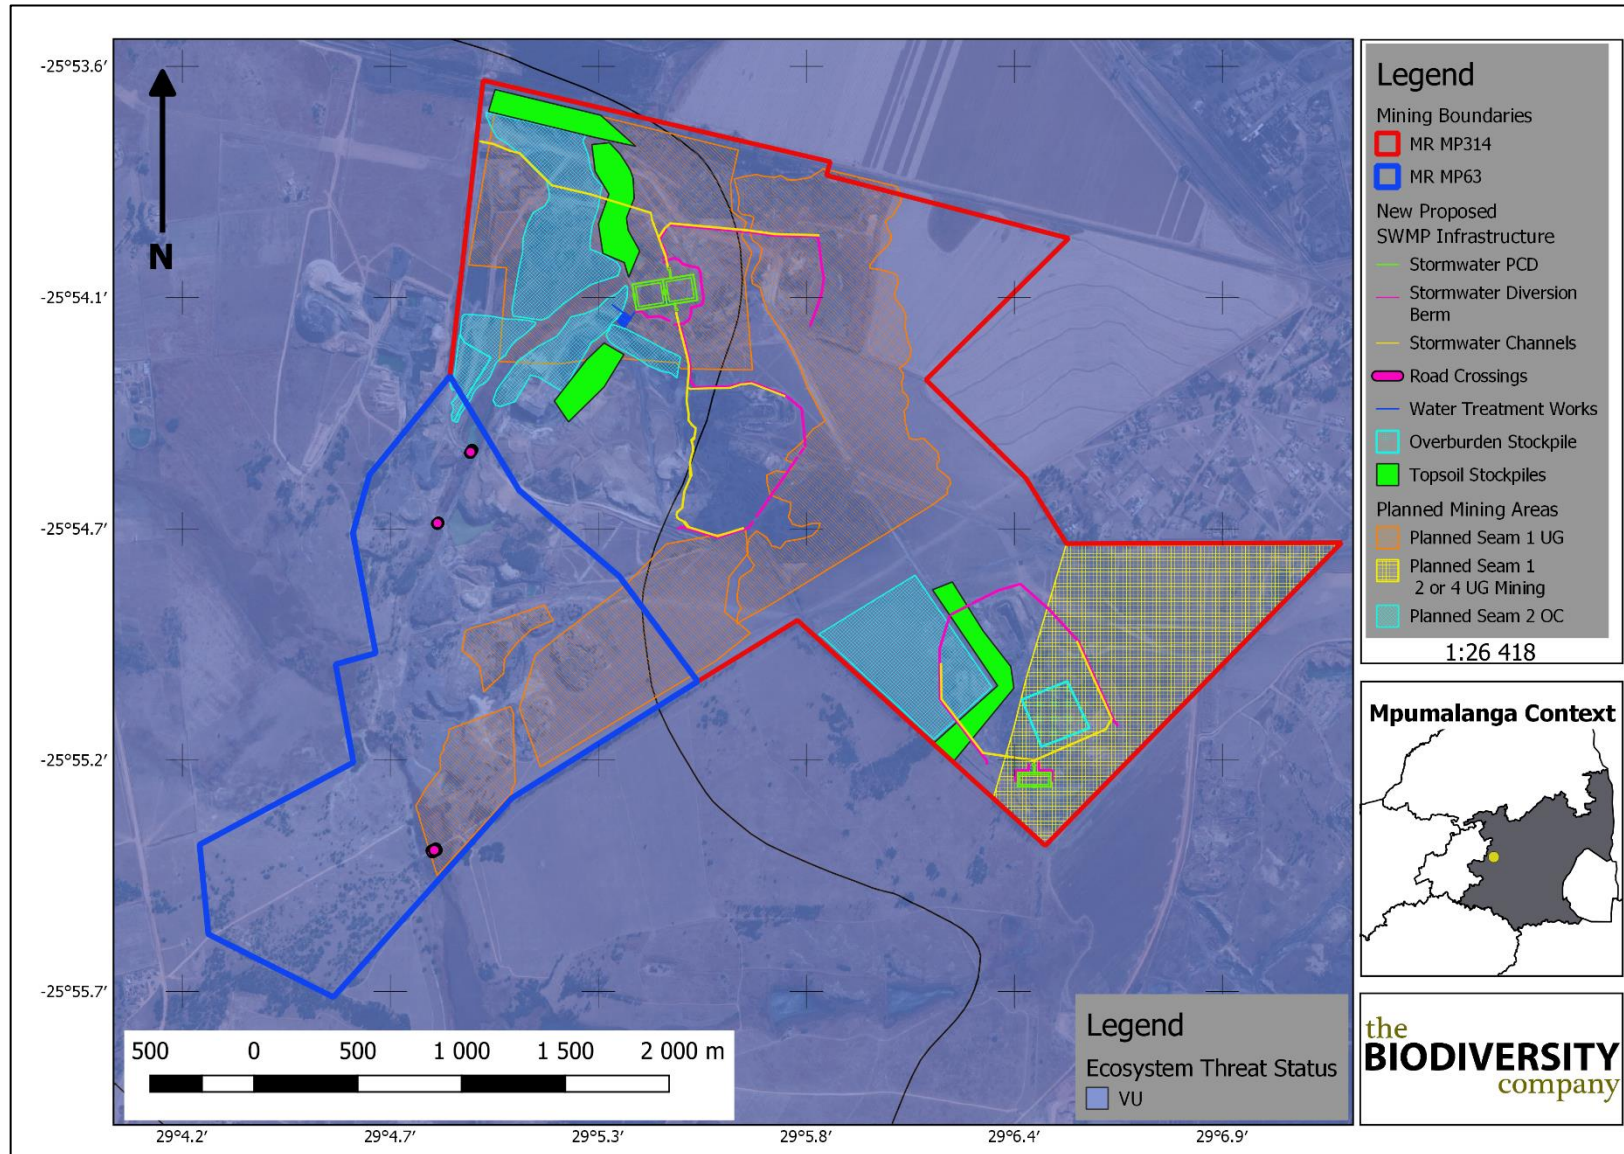 -25°53.6'
-25°54.1'
-25°54.7'
-25°55.2'
-25°55.7'
29°4.2'
29°4.7'
29°5.3'
29°5.8'
29°6.4'
29°6.9'
N
500 0 500 1 000 1 500 2 000 m
Legend
Ecosystem Threat Status
VU
Legend
Mining Boundaries
MR MP314
MR MP63
New Proposed
SWMP Infrastructure
Stormwater PCD
Stormwater Diversion
Berm
Stormwater Channels
Road Crossings
Water Treatment Works
Overburden Stockpile
Topsoil Stockpiles
Planned Mining Areas
Planned Seam 1 UG
Planned Seam 1
2 or 4 UG Mining
Planned Seam 2 OC
1:26 418
Mpumalanga Context
the
BIODIVERSITY
company